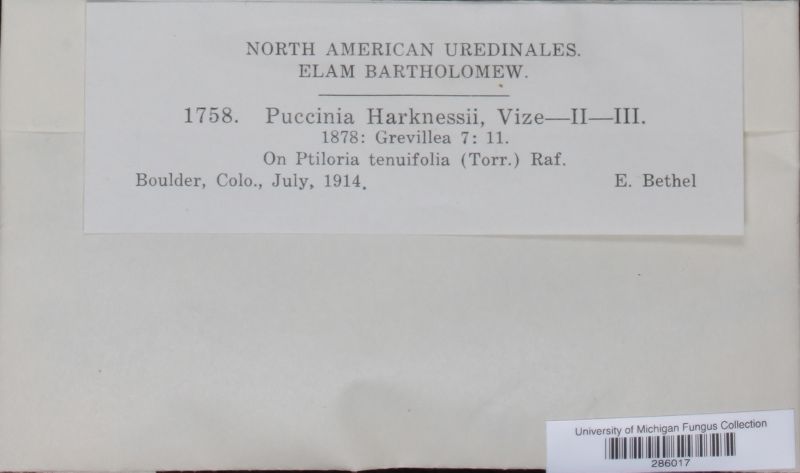 NORTH AMERICAN UREDINALES.
ELAM BARTHOLOMEW.
1758. Puccinia Harknessii, Vize—II—III.
1878: Grevillea 7: 11.
On Ptiloria tenuifolia (Torr.) Raf.
Boulder, Colo., July, 1914. E. Bethel
University of Michigan Fungus Collection
286017